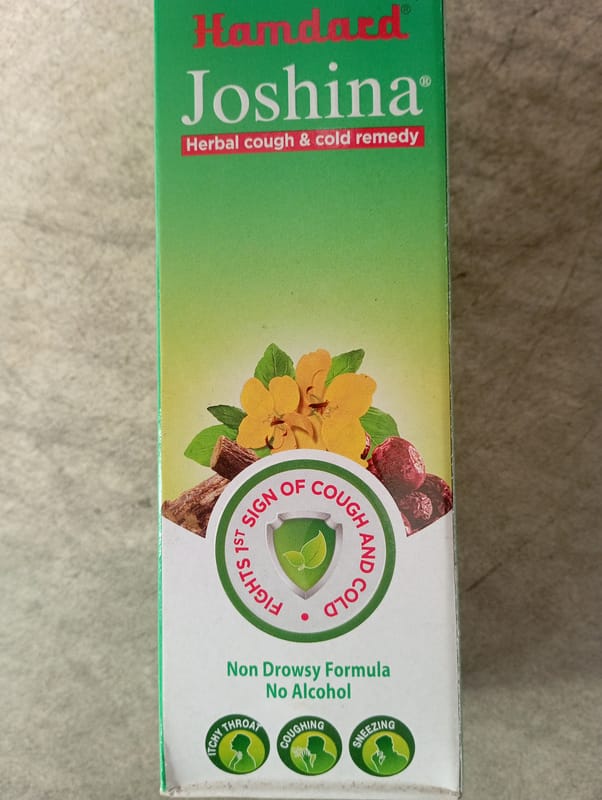 Hamdard®
Joshina®
Herbal cough & cold remedy
FIGHTS 1ST SIGN OF COUGH AND COLD •
Non Drowsy Formula
No Alcohol
ITCHY THROAT
COUGHING
SNEEZING